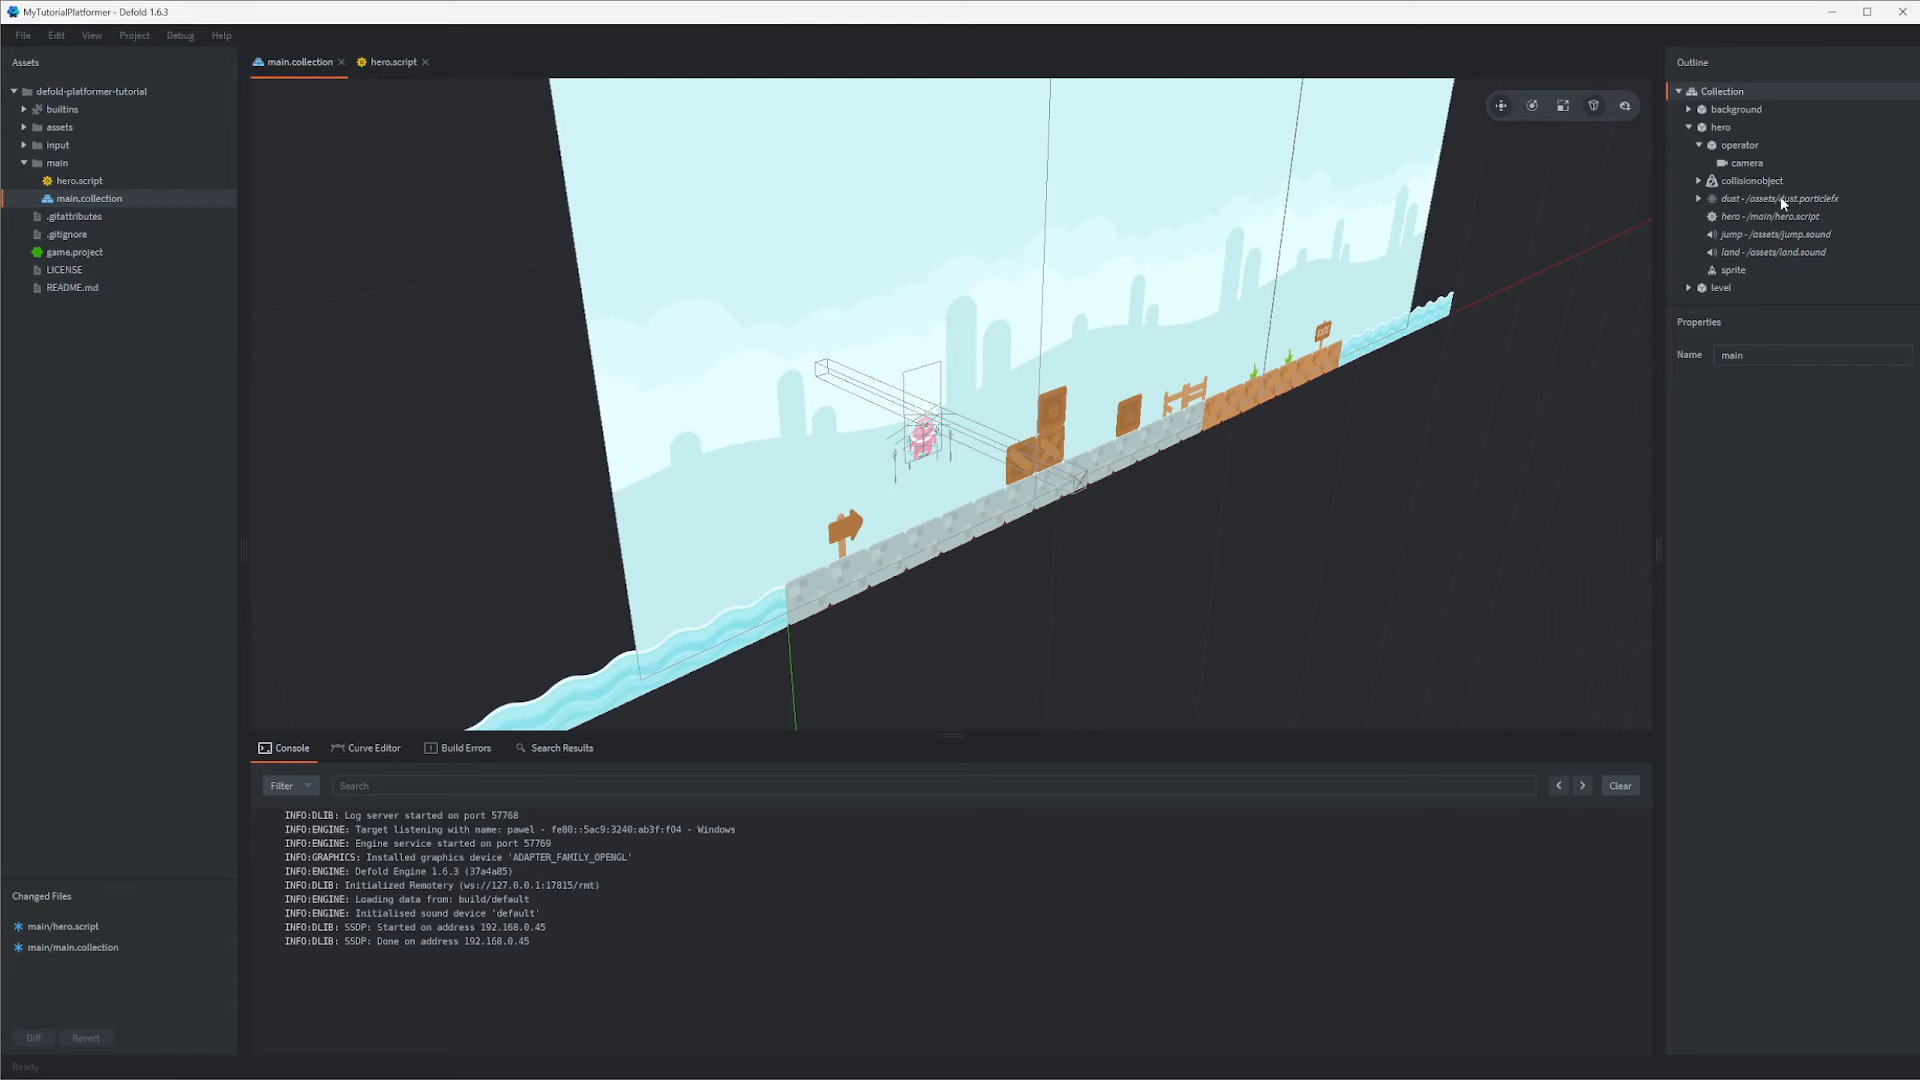 MyTutorialPlatformer - Defold 1.6.3
File Edit View Project Debug Help
Assets
defold-platformer-tutorial
builtins
assets
input
main
hero.script
main.collection
.gitattributes
.gitignore
game.project
LICENSE
README.md
Changed Files
main/hero.script
main/main.collection
Diff Revert
Ready
main.collection hero.script
EXIT
Console Curve Editor Build Errors Search Results
Filter Search Clear
INFO:DLIB: Log server started on port 57768
INFO:ENGINE: Target listening with name: pawel - fe80::5ac9:3240:ab3f:f04 - Windows
INFO:ENGINE: Engine service started on port 57769
INFO:GRAPHICS: Installed graphics device 'ADAPTER_FAMILY_OPENGL'
INFO:ENGINE: Defold Engine 1.6.3 (37a4a85)
INFO:DLIB: Initialized Remotery (ws://127.0.0.1:17815/rmt)
INFO:ENGINE: Loading data from: build/default
INFO:ENGINE: Initialised sound device 'default'
INFO:DLIB: SSDP: Started on address 192.168.0.45
INFO:DLIB: SSDP: Done on address 192.168.0.45
Outline
Collection
background
hero
operator
camera
collisionobject
dust - /assets/dust.particlefx
hero - /main/hero.script
jump - /assets/jump.sound
land - /assets/land.sound
sprite
level
Properties
Name main